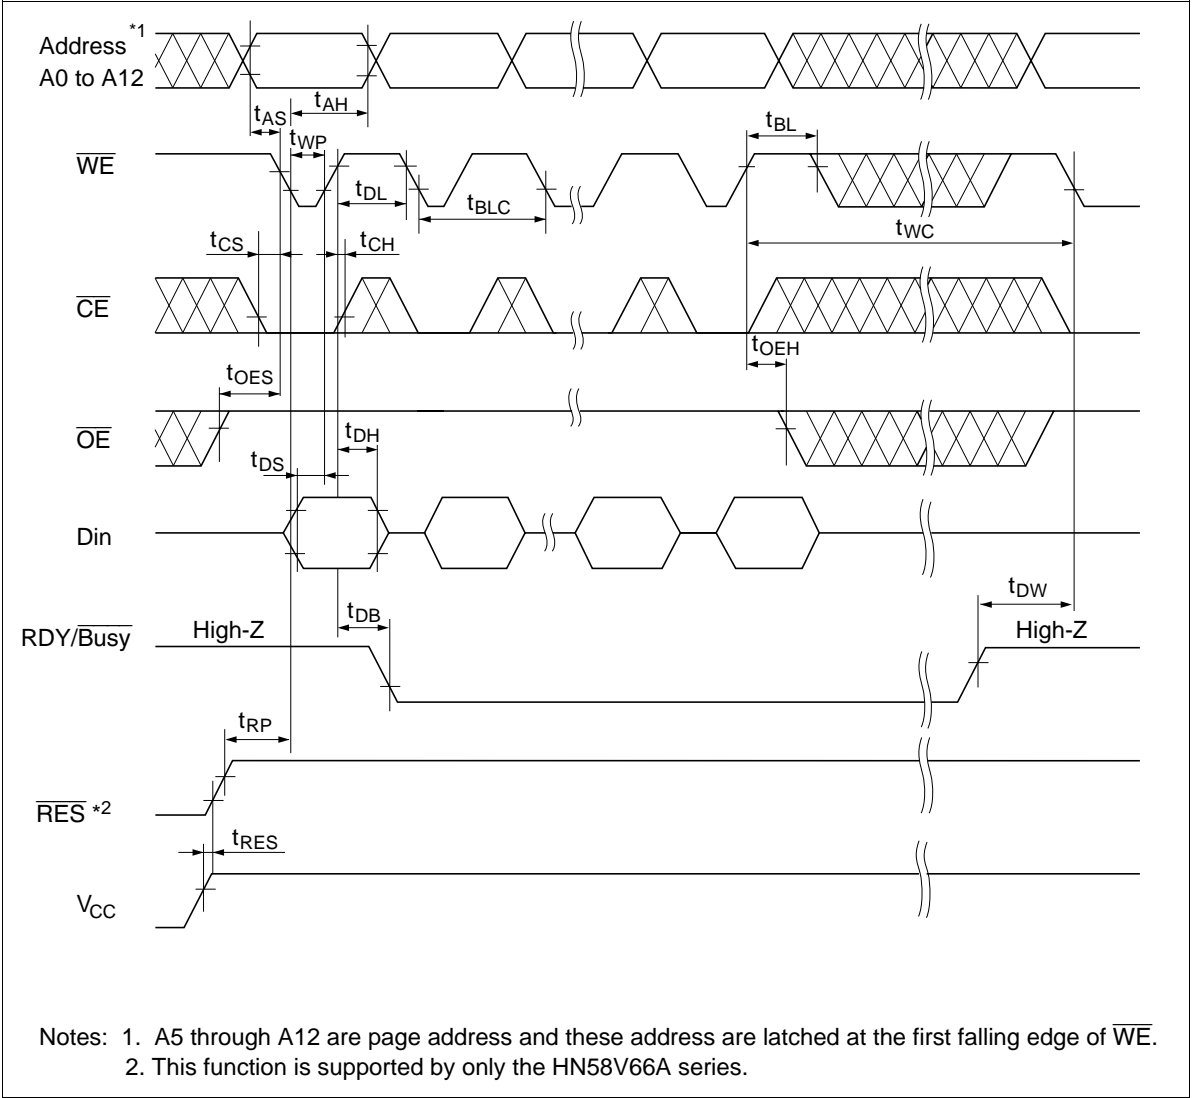 Address *1
A0 to A12
tAH
tAS
tWP
tBL
WE
tDL
tBLC
tWC
tCS
tCH
CE
tOEH
tOES
OE
tDH
tDS
Din
tDW
tDB
RDY/Busy
High-Z
High-Z
tRP
RES *2
tRES
VCC
Notes: 1. A5 through A12 are page address and these address are latched at the first falling edge of WE.
2. This function is supported by only the HN58V66A series.